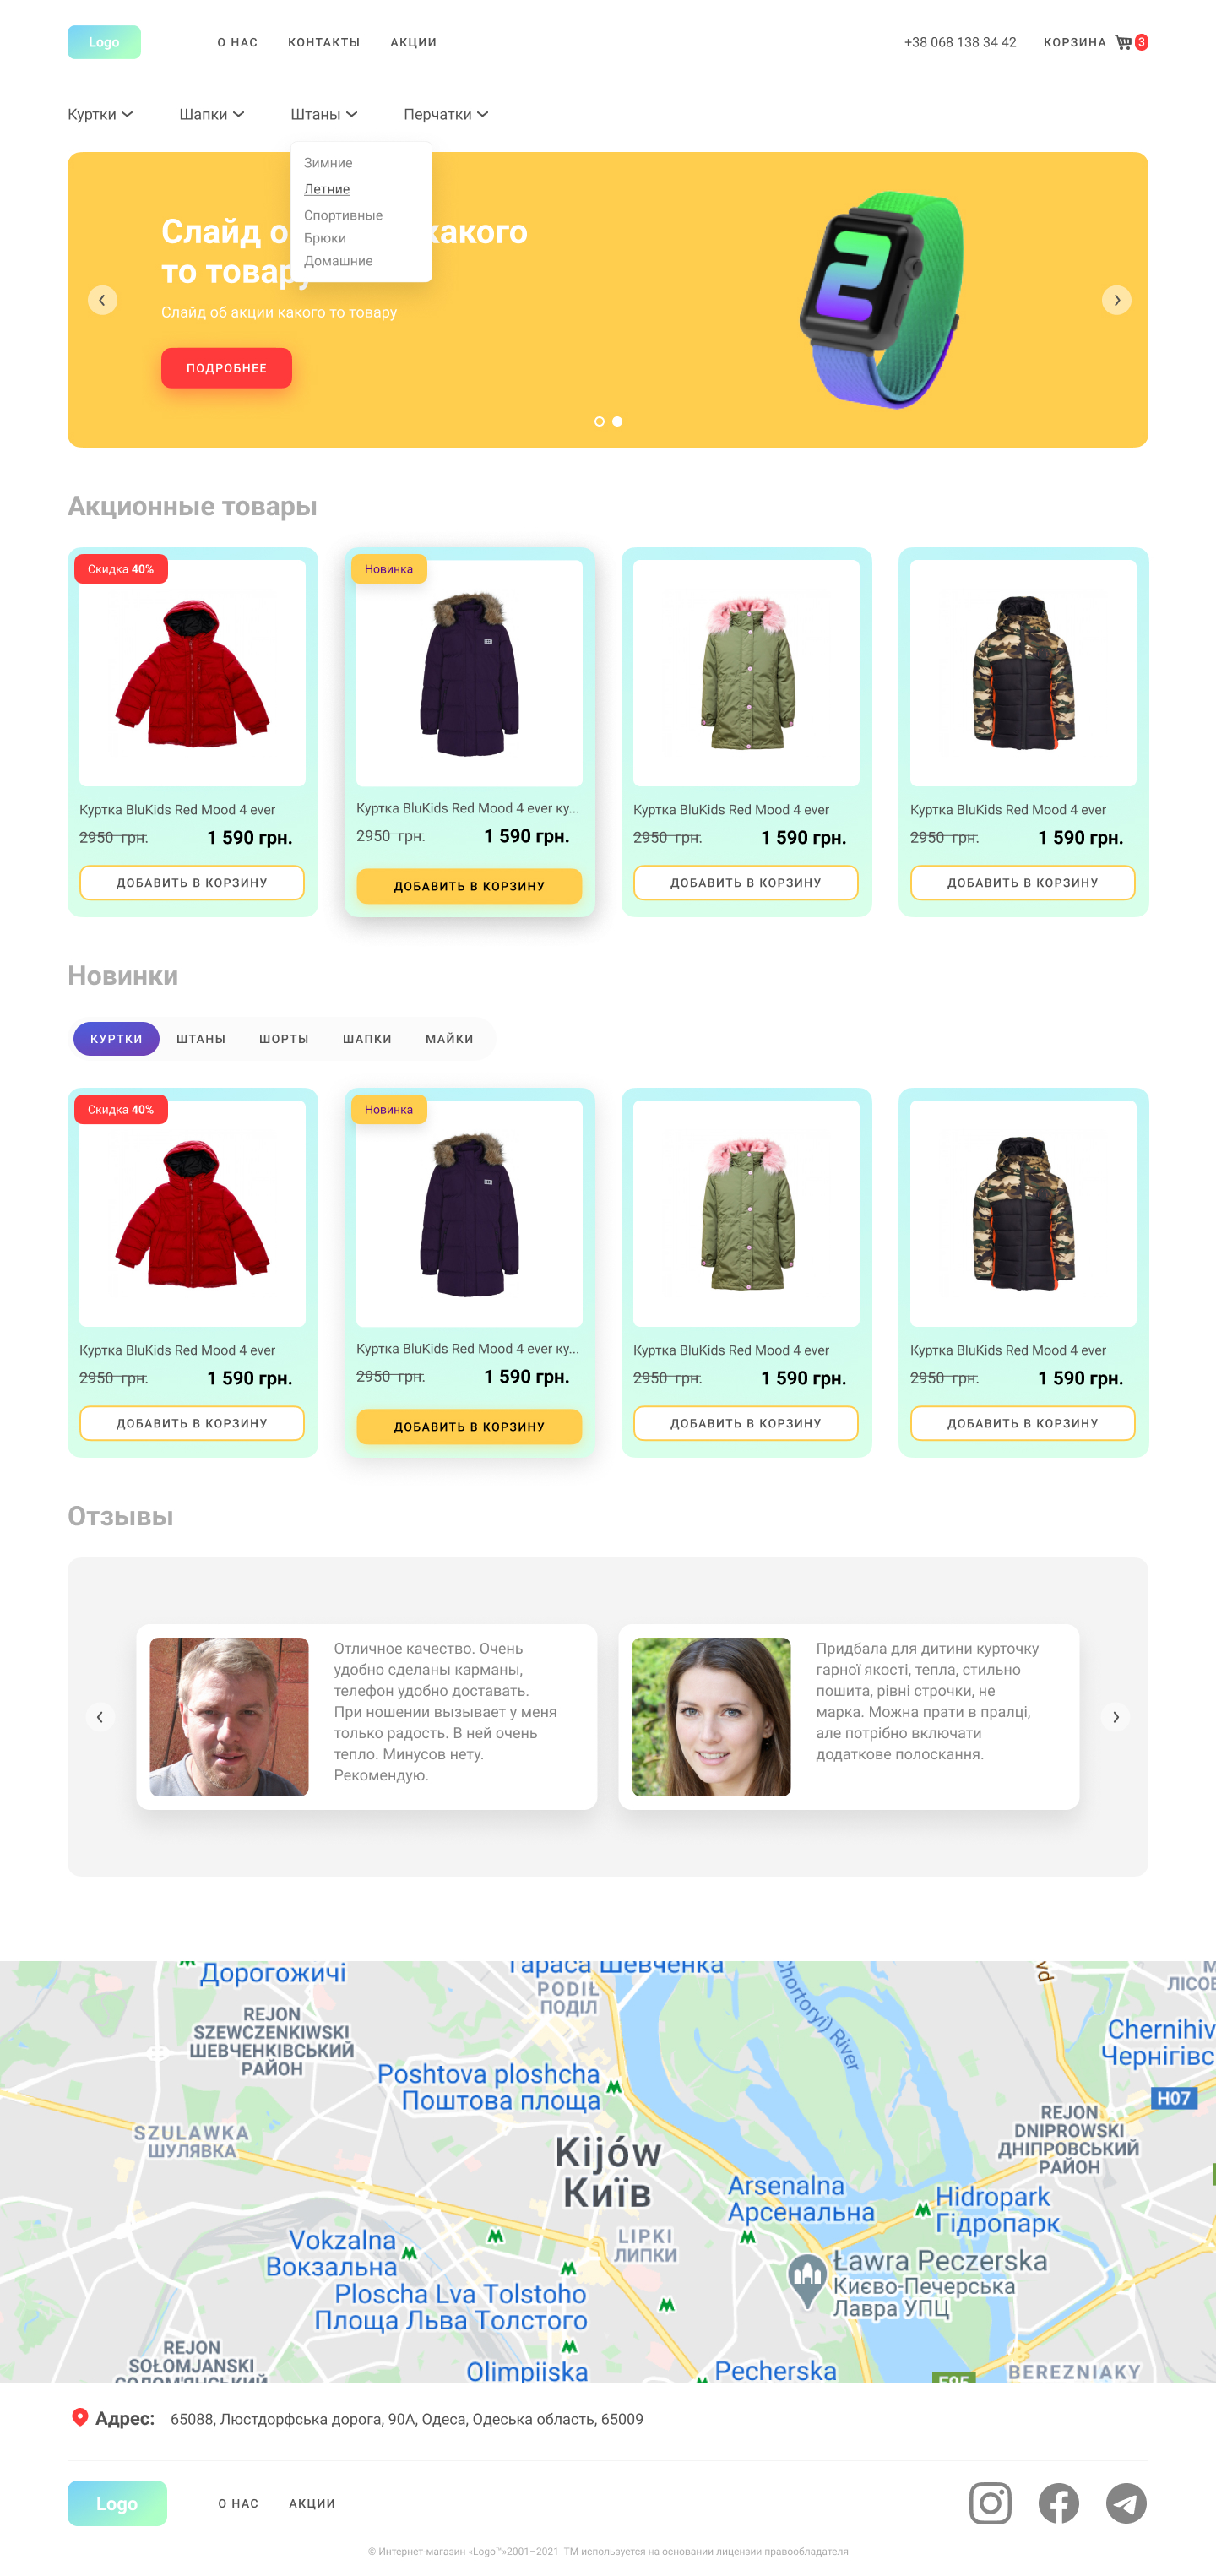 Logo
О НАС
КОНТАКТЫ
АКЦИИ
+38 068 138 34 42
КОРЗИНА
3
Куртки
Шапки
Штаны
Перчатки
Зимние
Летние
Спортивные
Брюки
Домашние
Слайд о какого
то товару
Слайд об акции какого то товару
ПОДРОБНЕЕ
Акционные товары
Скидка 40%
Новинка
Куртка BluKids Red Mood 4 ever
2950 грн. 1 590 грн.
ДОБАВИТЬ В КОРЗИНУ
Куртка BluKids Red Mood 4 ever ку...
2950 грн. 1 590 грн.
ДОБАВИТЬ В КОРЗИНУ
Куртка BluKids Red Mood 4 ever
2950 грн. 1 590 грн.
ДОБАВИТЬ В КОРЗИНУ
Куртка BluKids Red Mood 4 ever
2950 грн. 1 590 грн.
ДОБАВИТЬ В КОРЗИНУ
Новинки
КУРТКИ
ШТАНЫ
ШОРТЫ
ШАПКИ
МАЙКИ
Скидка 40%
Новинка
Куртка BluKids Red Mood 4 ever
2950 грн. 1 590 грн.
ДОБАВИТЬ В КОРЗИНУ
Куртка BluKids Red Mood 4 ever ку...
2950 грн. 1 590 грн.
ДОБАВИТЬ В КОРЗИНУ
Куртка BluKids Red Mood 4 ever
2950 грн. 1 590 грн.
ДОБАВИТЬ В КОРЗИНУ
Куртка BluKids Red Mood 4 ever
2950 грн. 1 590 грн.
ДОБАВИТЬ В КОРЗИНУ
Отзывы
Отличное качество. Очень
удобно сделаны карманы,
телефон удобно доставать.
При ношении вызывает у меня
только радость. В ней очень
тепло. Минусов нету.
Рекомендую.
Придбала для дитини курточку
гарної якості, тепла, стильно
пошита, рівні строчки, не
марка. Можна прати в пралці,
але потрібно включати
додаткове полоскання.
Дорогожичі
Тараса Шевченка
PODIŁ
ПОДІЛ
Chortoryi) River
vd
ЛІСОВ
REJON
SZEWCZENKIWSKI
ШЕВЧЕНКІВСЬКИЙ
РАЙОН
Chernihiv
Чернігівс
Poshtova ploshcha
Поштова площа
H07
SZULAWKA
ШУЛЯВКА
REJON
DNIPROWSKI
ДНІПРОВСЬКИЙ
РАЙОН
Kijów
Київ
Arsenalna
Арсенальна
Hidropark
Гідропарк
Vokzalna
Вокзальна
LIPKI
ЛИПКИ
Ławra Peczerska
Києво-Печерська
Лавра УПЦ
Ploscha Lva Tolstoho
Площа Льва Толстого
REJON
SOŁOMJANSKI
СОЛОМ'ЯНСЬКИЙ
Olimpiiska
Pecherska
E95
BEREZNIAKY
Адрес: 65088, Люстдорфська дорога, 90А, Одеса, Одеська область, 65009
Logo
О НАС
АКЦИИ
© Интернет-магазин «Logo™»2001–2021 ТМ используется на основании лицензии правообладателя